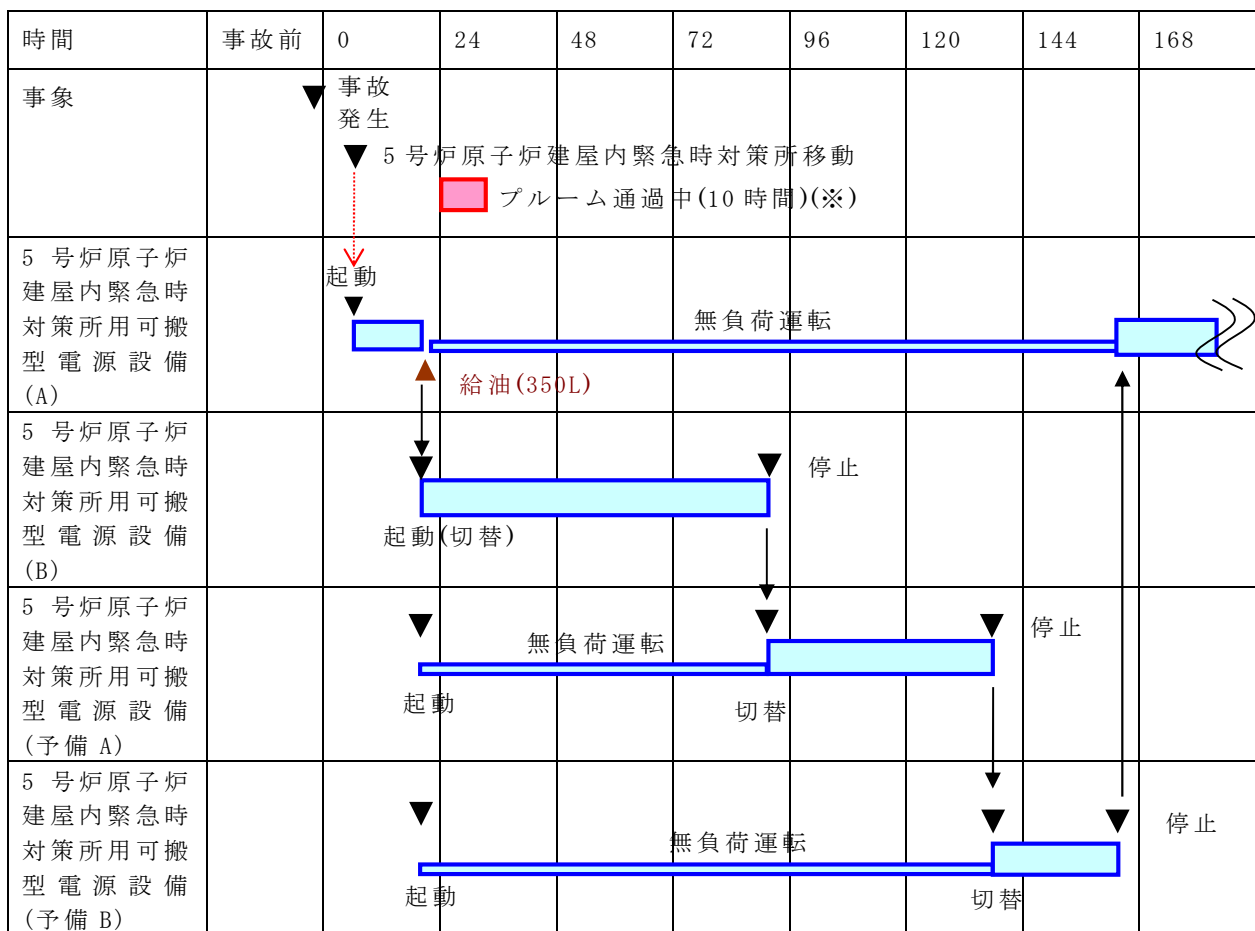 時間 事故前 0 24 48 72 96 120 144 168
事象
事故
発生
5号炉原子炉建屋内緊急時対策所移動
プルーム通過中(10時間)(※)
5 号炉原子炉
建屋内緊急時
対策所用可搬
型電源設備
(A)
起動
無負荷運転
給油(350L)
5 号炉原子炉
建屋内緊急時
対策所用可搬
型電源設備
(B)
停止
起動(切替)
5 号炉原子炉
建屋内緊急時
対策所用可搬
型電源設備
(予備 A)
無負荷運転
停止
起動
切替
5 号炉原子炉
建屋内緊急時
対策所用可搬
型電源設備
(予備 B)
無負荷運転
停止
起動
切替